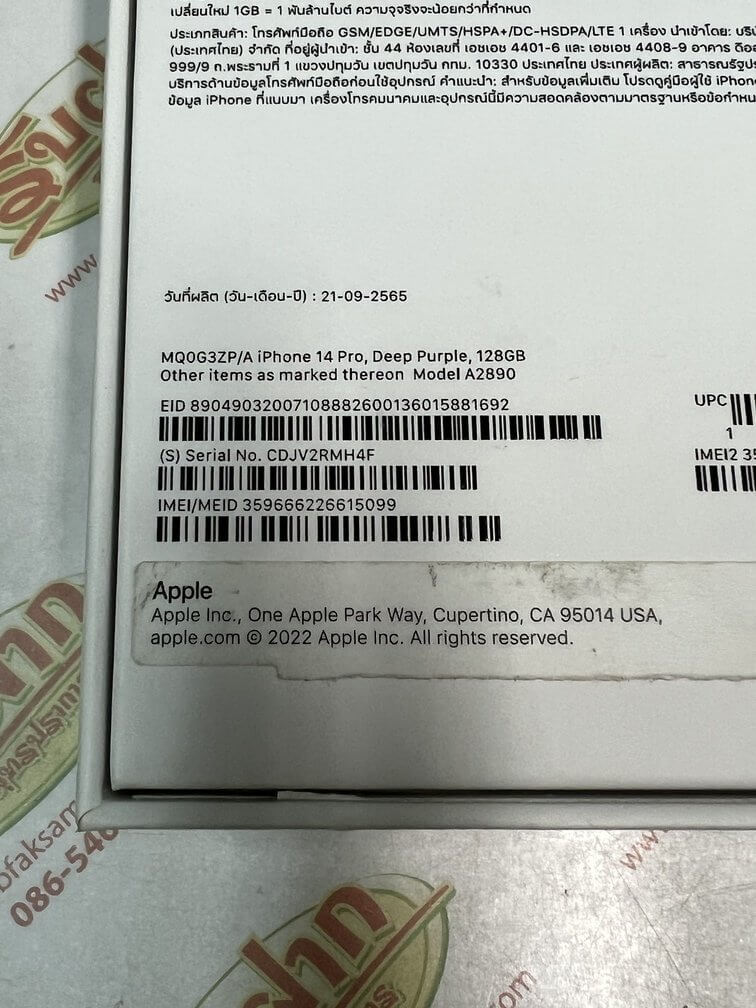 เปลี่ยนใหม่ 1GB = 1 พันล้านไบต์ ความจุจริงจะน้อยกว่าที่กำหนด
ประเภทสินค้า: โทรศัพท์มือถือ GSM/EDGE/UMTS/HSPA+/DC-HSDPA/LTE 1 เครื่อง นำเข้าโดย:
(ประเทศไทย) จำกัด ที่อยู่ผู้นำเข้า: ชั้น 44 ห้องเลขที่ เอชเอช 4401-6 และ เอชเอช 4408-9 อาคาร
999/9 ถ.พระรามที่ 1 แขวงปทุมวัน เขตปทุมวัน กทม. 10330 ประเทศไทย ประเทศผู้ผลิต:
บริการด้านข้อมูลโทรศัพท์มือถือก่อนใช้อุปกรณ์ คำแนะนำ: สำหรับข้อมูลเพิ่มเติม โปรดดูคู่มือผู้ใช้
ข้อมูล iPhone ที่แนบมา เครื่องโทรคมนาคมและอุปกรณ์นี้มีความสอดคล้องตามมาตรฐานหรือ
วันที่ผลิต (วัน-เดือน-ปี) : 21-09-2565
MQ0G3ZP/A iPhone 14 Pro, Deep Purple, 128GB
Other items as marked thereon Model A2890
EID 89049032007108882600136015881692
UPC
1
(S) Serial No. CDJV2RMH4F
IMEI2 35
IMEI/MEID 359666226615099
Apple
Apple Inc., One Apple Park Way, Cupertino, CA 95014 USA,
apple.com © 2022 Apple Inc. All rights reserved.
www.